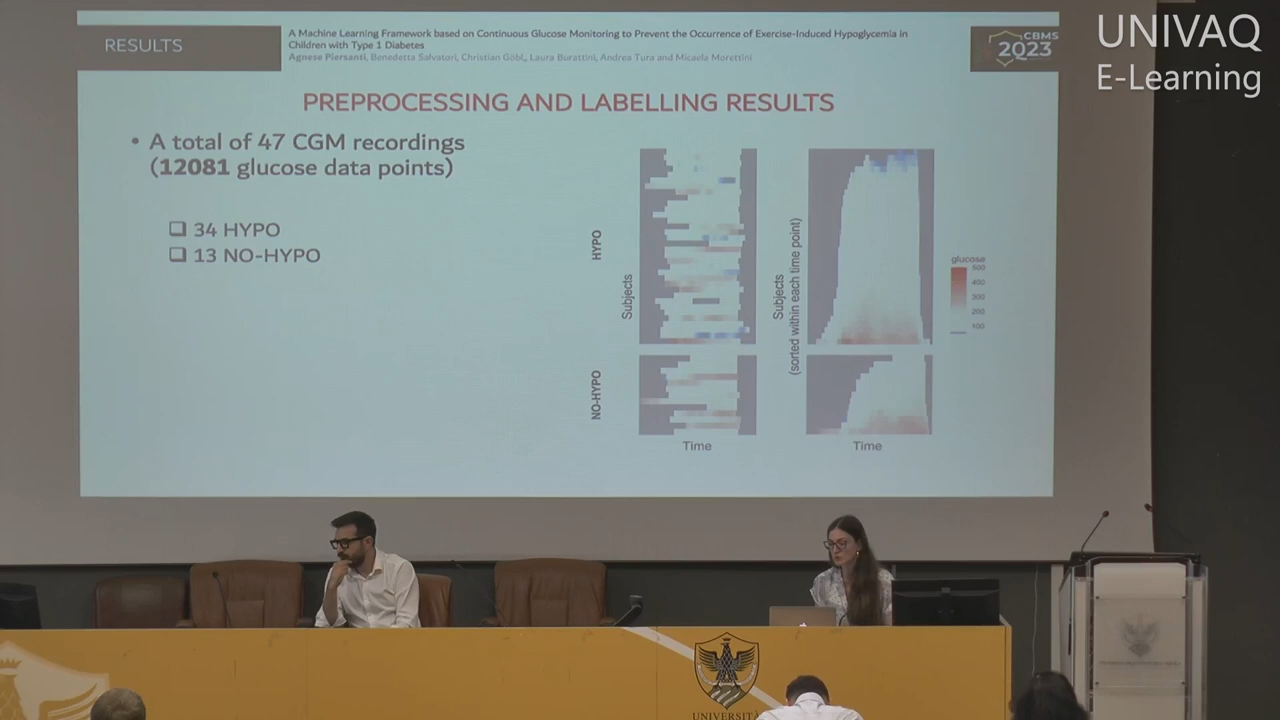 UNIVAQ
E-Learning
RESULTS
A Machine Learning Framework based on Continuous Glucose Monitoring to Prevent the Occurrence of Exercise-Induced Hypoglycemia in
Children with Type 1 Diabetes
Agnese Piersanti, Benedetta Salvatori, Christian Göbl, Laura Burattini, Andrea Tura and Micaela Morettini
CBMS
2023
PREPROCESSING AND LABELLING RESULTS
• A total of 47 CGM recordings
(12081 glucose data points)
❑ 34 HYPO
❑ 13 NO-HYPO
HYPO
NO-HYPO
Subjects
Time
Subjects
(sorted within each time point)
Time
glucose
500
400
300
200
100
UNIVERSITÀ